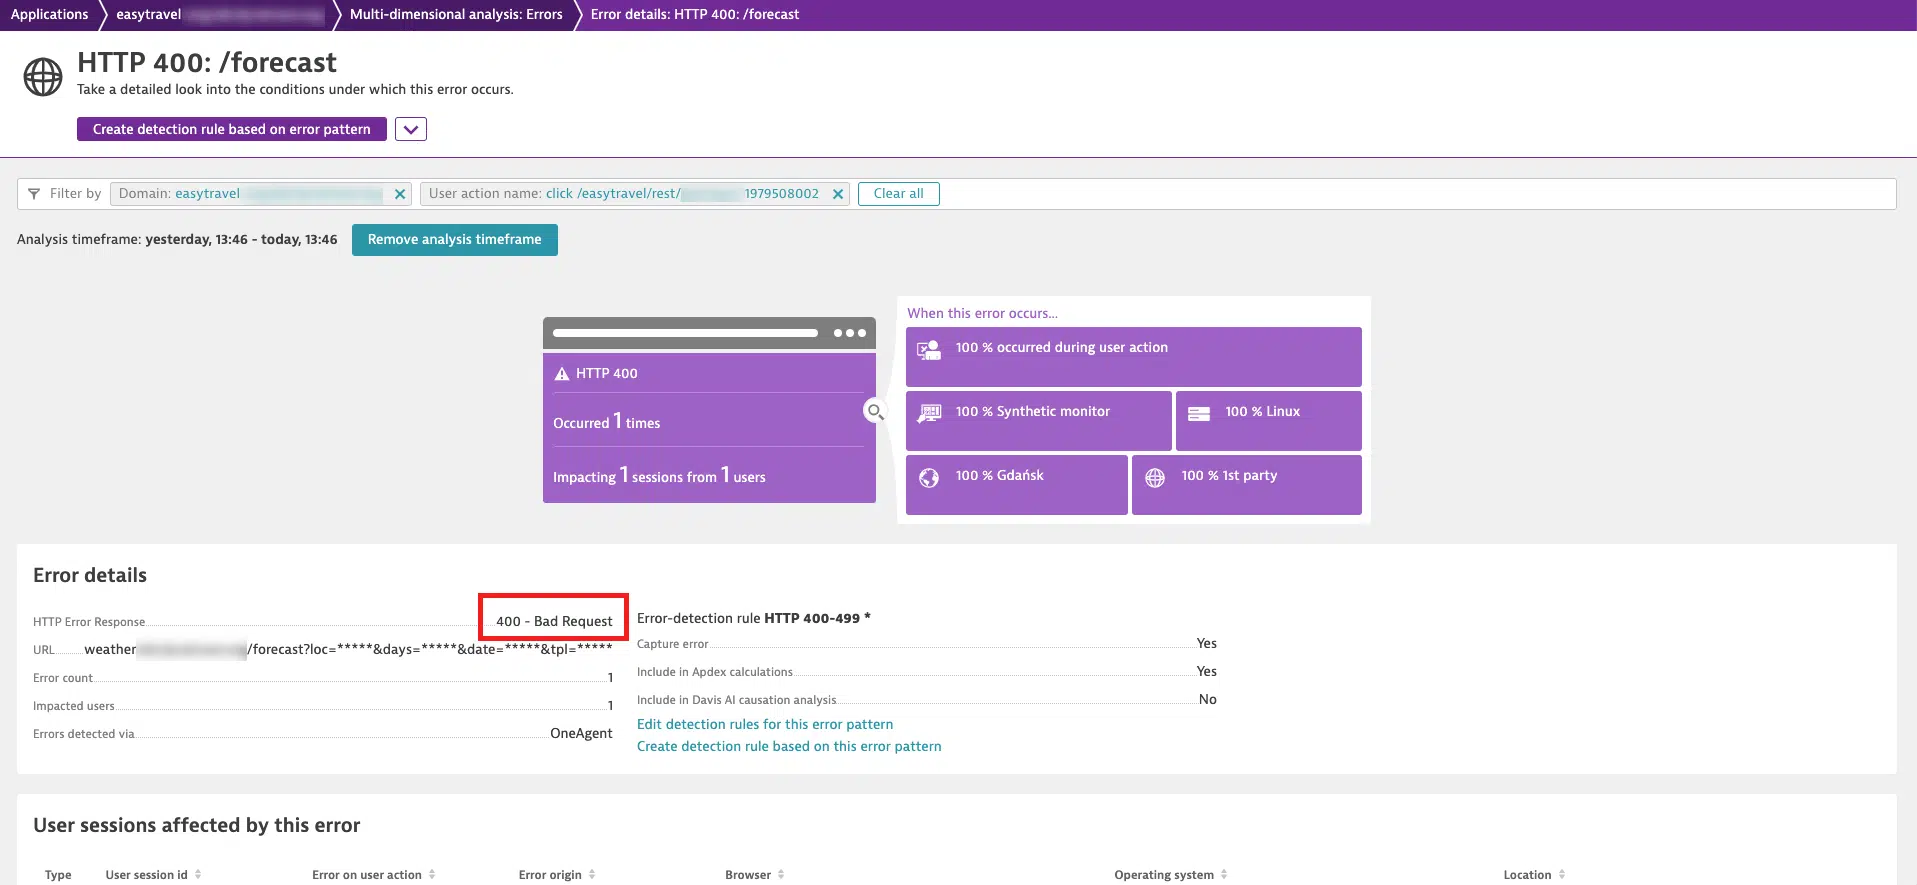 Applications easytravel Multi-dimensional analysis: Errors Error details: HTTP 400: /forecast
HTTP 400: /forecast
Take a detailed look into the conditions under which this error occurs.
Create detection rule based on error pattern
Filter by Domain: easytravel User action name: click /easytravel/rest/ 1979508002 Clear all
Analysis timeframe: yesterday, 13:46 - today, 13:46 Remove analysis timeframe
HTTP 400
Occurred 1 times
Impacting 1 sessions from 1 users
When this error occurs...
100 % occurred during user action
100 % Synthetic monitor 100 % Linux
100 % Gdańsk 100 % 1st party
Error details
HTTP Error Response 400 - Bad Request
URL weather /forecast?loc=*****&days=*****&date=*****&tpl=*****
Error count 1
Impacted users 1
Errors detected via OneAgent
Error-detection rule HTTP 400-499 *
Capture error Yes
Include in Apdex calculations Yes
Include in Davis AI causation analysis No
Edit detection rules for this error pattern
Create detection rule based on this error pattern
User sessions affected by this error
Type User session id Error on user action Error origin Browser Operating system Location